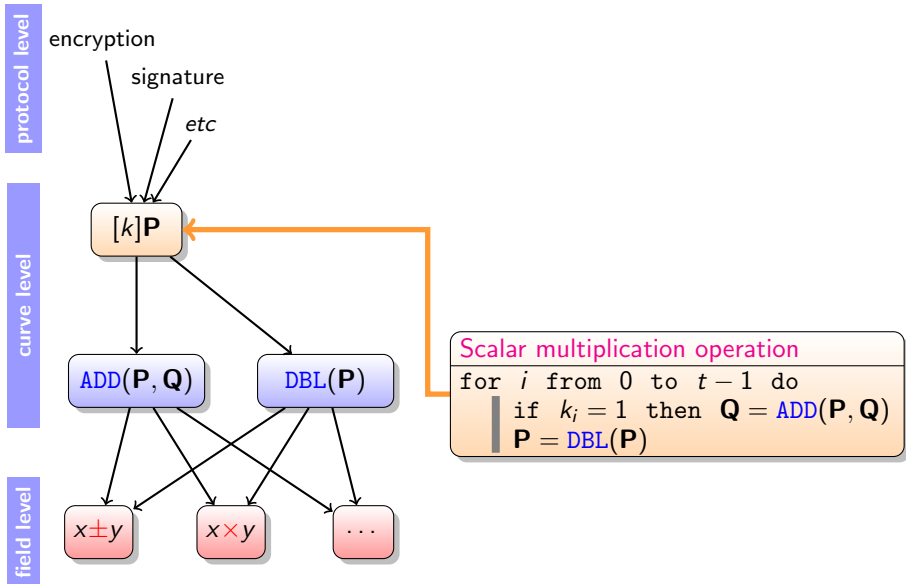 protocol level
encryption
signature
etc
curve level
[k]P
ADD(P, Q)
DBL(P)
Scalar multiplication operation
for i from 0 to t − 1 do
if kᵢ = 1 then Q = ADD(P, Q)
P = DBL(P)
field level
x±y
x×y
···